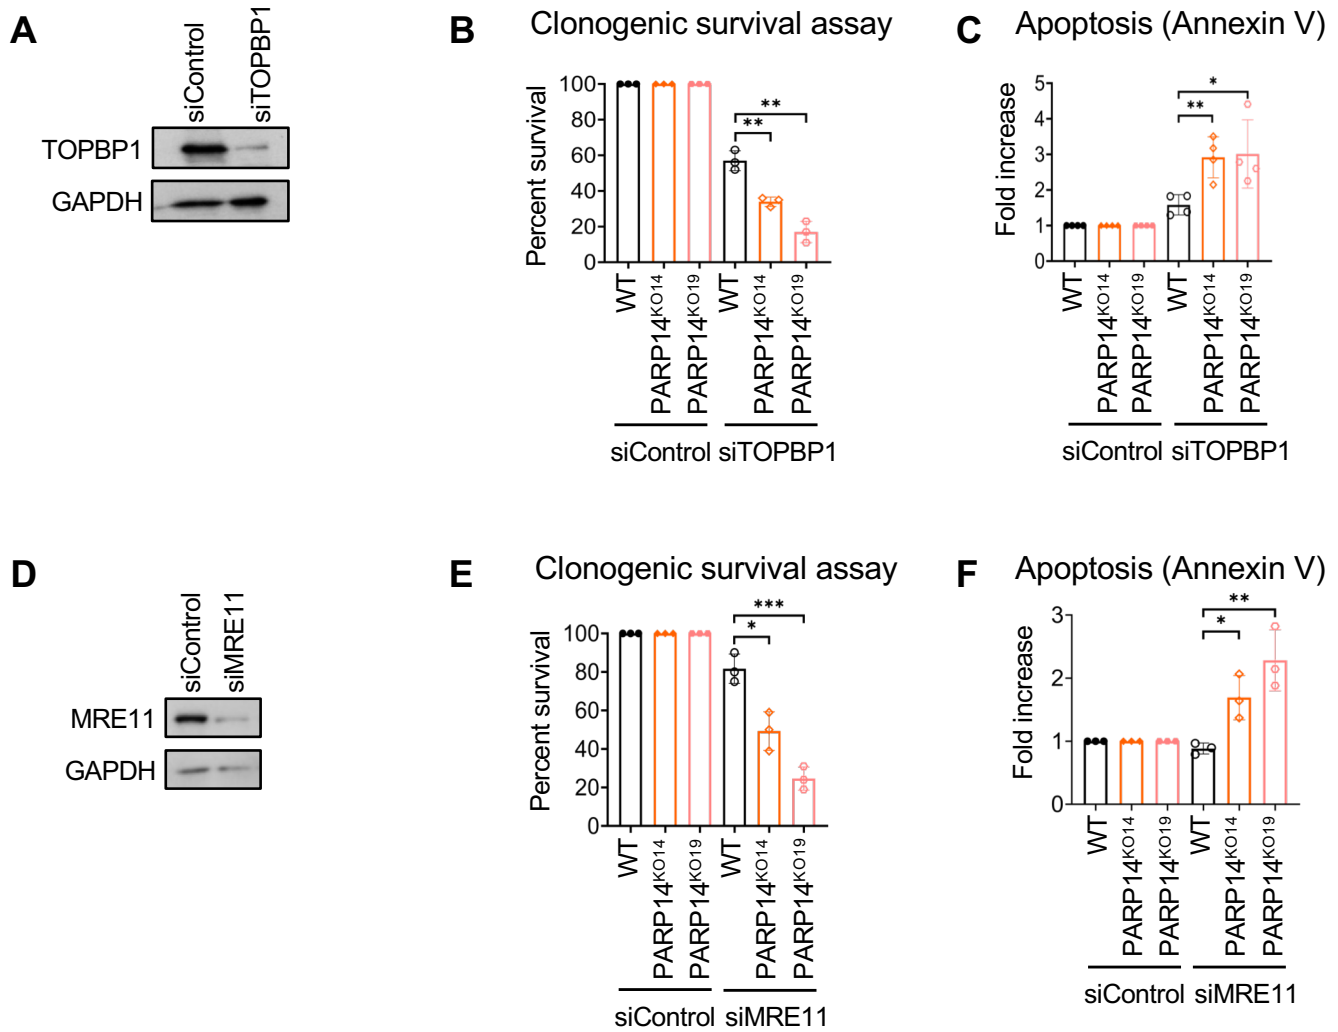 A
siControl
siTOPBP1
TOPBP1
GAPDH
B
Clonogenic survival assay
Percent survival
100
80
60
40
20
0
**
**
WT
PARP14KO14
PARP14KO19
WT
PARP14KO14
PARP14KO19
siControl siTOPBP1
C
Apoptosis (Annexin V)
Fold increase
5
4
3
2
1
0
*
**
WT
PARP14KO14
PARP14KO19
WT
PARP14KO14
PARP14KO19
siControl siTOPBP1
D
siControl
siMRE11
MRE11
GAPDH
E
Clonogenic survival assay
Percent survival
100
80
60
40
20
0
***
*
WT
PARP14KO14
PARP14KO19
WT
PARP14KO14
PARP14KO19
siControl siMRE11
F
Apoptosis (Annexin V)
Fold increase
3
2
1
0
**
*
WT
PARP14KO14
PARP14KO19
WT
PARP14KO14
PARP14KO19
siControl siMRE11